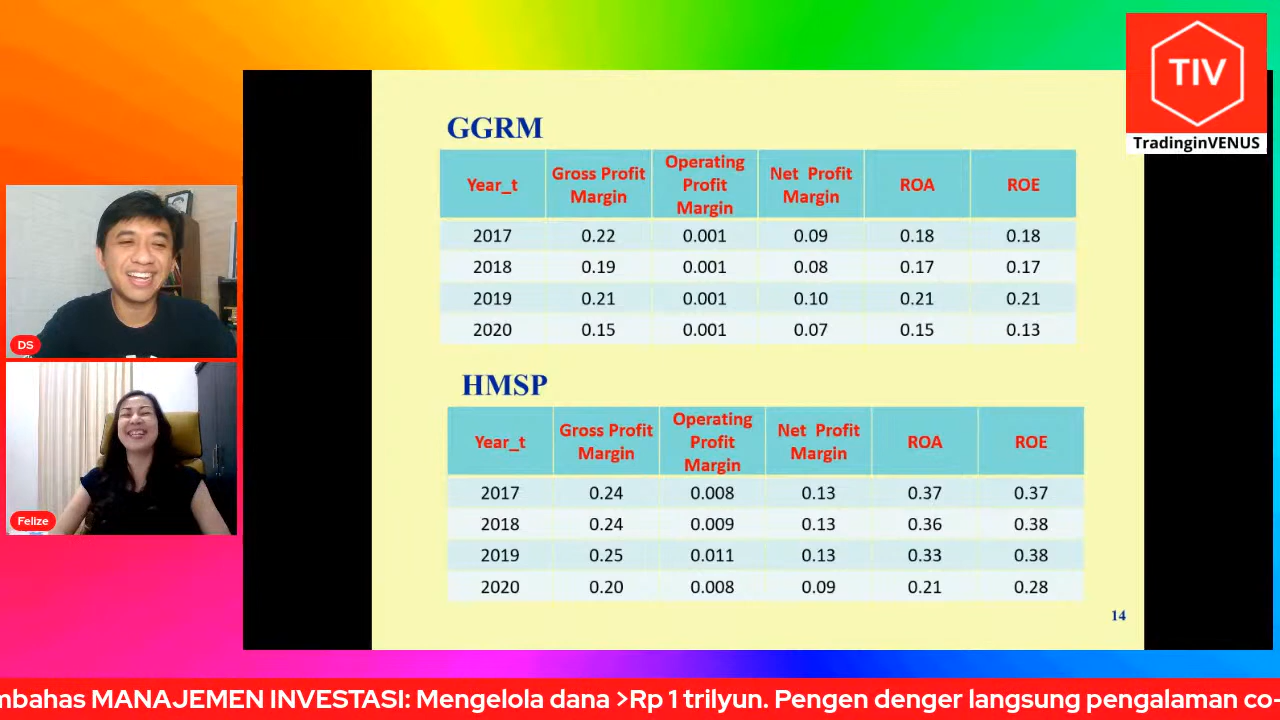 TIV
TradinginVENUS
GGRM
Year_t Gross Profit Margin Operating Profit Margin Net Profit Margin ROA ROE
2017 0.22 0.001 0.09 0.18 0.18
2018 0.19 0.001 0.08 0.17 0.17
2019 0.21 0.001 0.10 0.21 0.21
2020 0.15 0.001 0.07 0.15 0.13
HMSP
Year_t Gross Profit Margin Operating Profit Margin Net Profit Margin ROA ROE
2017 0.24 0.008 0.13 0.37 0.37
2018 0.24 0.009 0.13 0.36 0.38
2019 0.25 0.011 0.13 0.33 0.38
2020 0.20 0.008 0.09 0.21 0.28
14
DS
Felize
mbahas MANAJEMEN INVESTASI: Mengelola dana >Rp 1 trilyun. Pengen denger langsung pengalaman co-